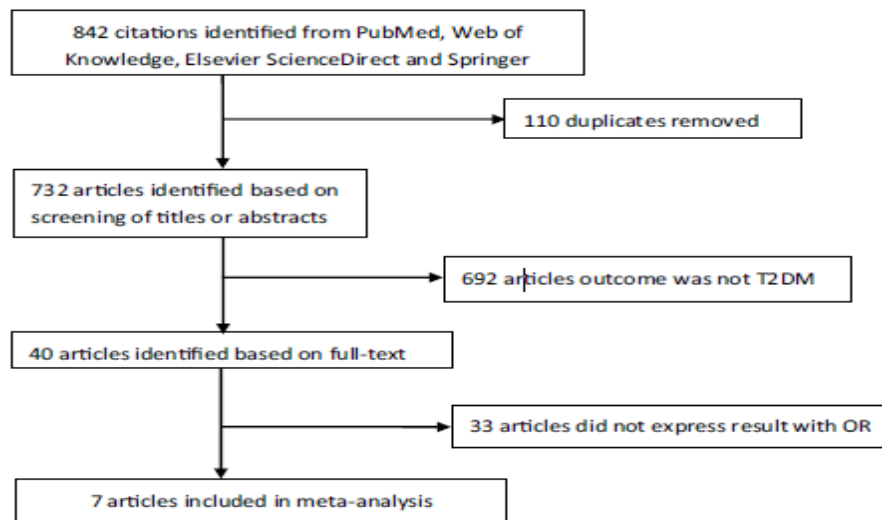 842 citations identified from PubMed, Web of
Knowledge, Elsevier ScienceDirect and Springer
110 duplicates removed
732 articles identified based on
screening of titles or abstracts
692 articles outcome was not T2DM
40 articles identified based on full-text
33 articles did not express result with OR
7 articles included in meta-analysis